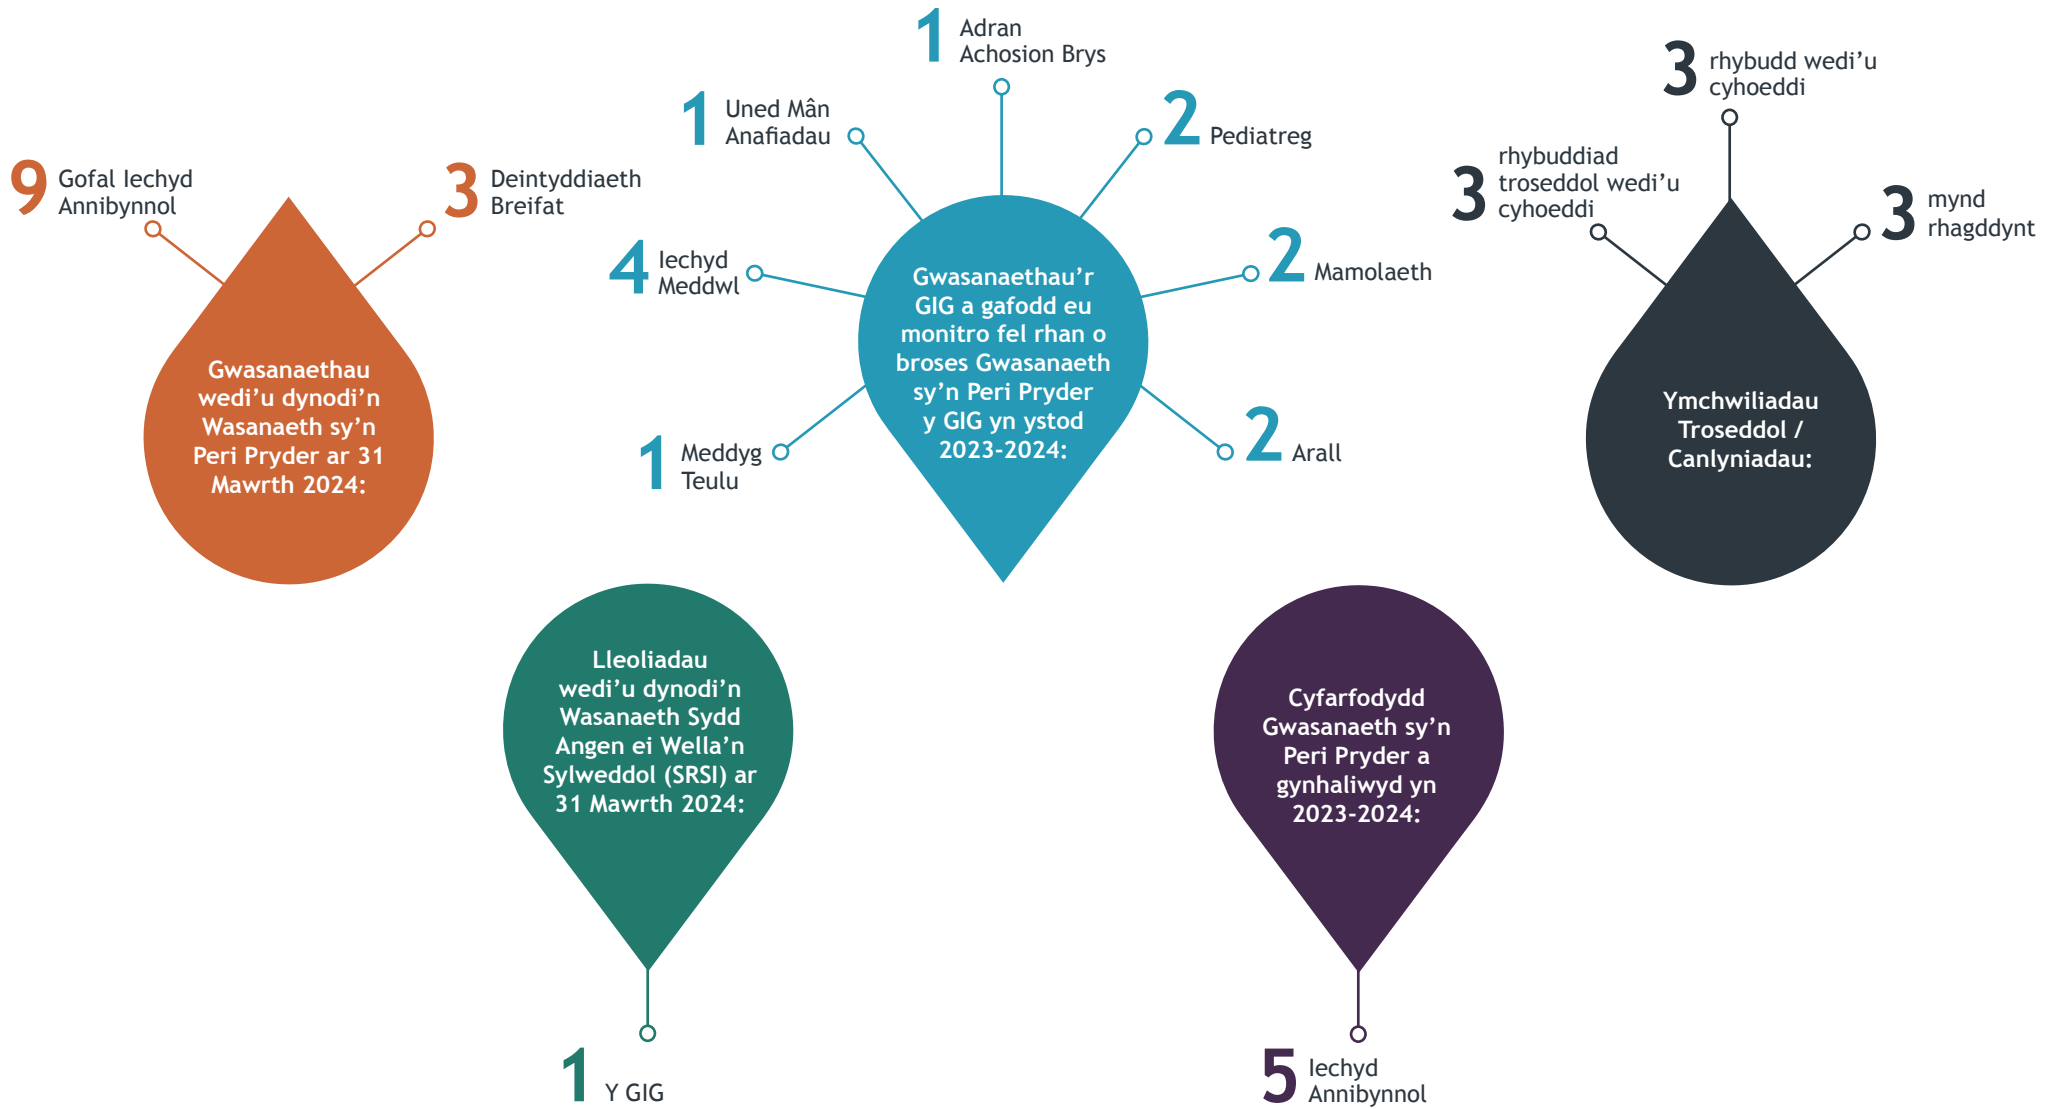 9 Gofal Iechyd
Annibynnol
3 Deintyddiaeth
Breifat
Gwasanaethau
wedi’u dynodi’n
Wasanaeth sy’n
Peri Pryder ar 31
Mawrth 2024:
1 Adran
Achosion Brys
1 Uned Mân
Anafiadau
2 Pediatreg
4 Iechyd
Meddwl
2 Mamolaeth
1 Meddyg
Teulu
2 Arall
Gwasanaethau’r
GIG a gafodd eu
monitro fel rhan o
broses Gwasanaeth
sy’n Peri Pryder
y GIG yn ystod
2023-2024:
3 rhybudd wedi’u
cyhoeddi
3 rhybuddiad
troseddol wedi’u
cyhoeddi
3 mynd
rhagddynt
Ymchwiliadau
Troseddol /
Canlyniadau:
Lleoliadau
wedi’u dynodi’n
Wasanaeth Sydd
Angen ei Wella’n
Sylweddol (SRSI) ar
31 Mawrth 2024:
1 Y GIG
Cyfarfodydd
Gwasanaeth sy’n
Peri Pryder a
gynhaliwyd yn
2023-2024:
5 Iechyd
Annibynnol